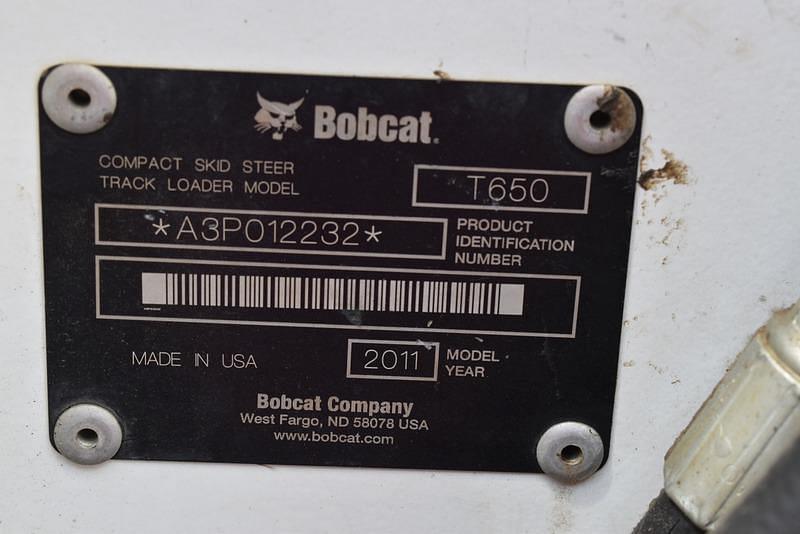 Bobcat.
COMPACT SKID STEER
TRACK LOADER MODEL
T650
*A3P012232*
PRODUCT
IDENTIFICATION
NUMBER
MADE IN USA
2011
MODEL
YEAR
Bobcat Company
West Fargo, ND 58078 USA
www.bobcat.com